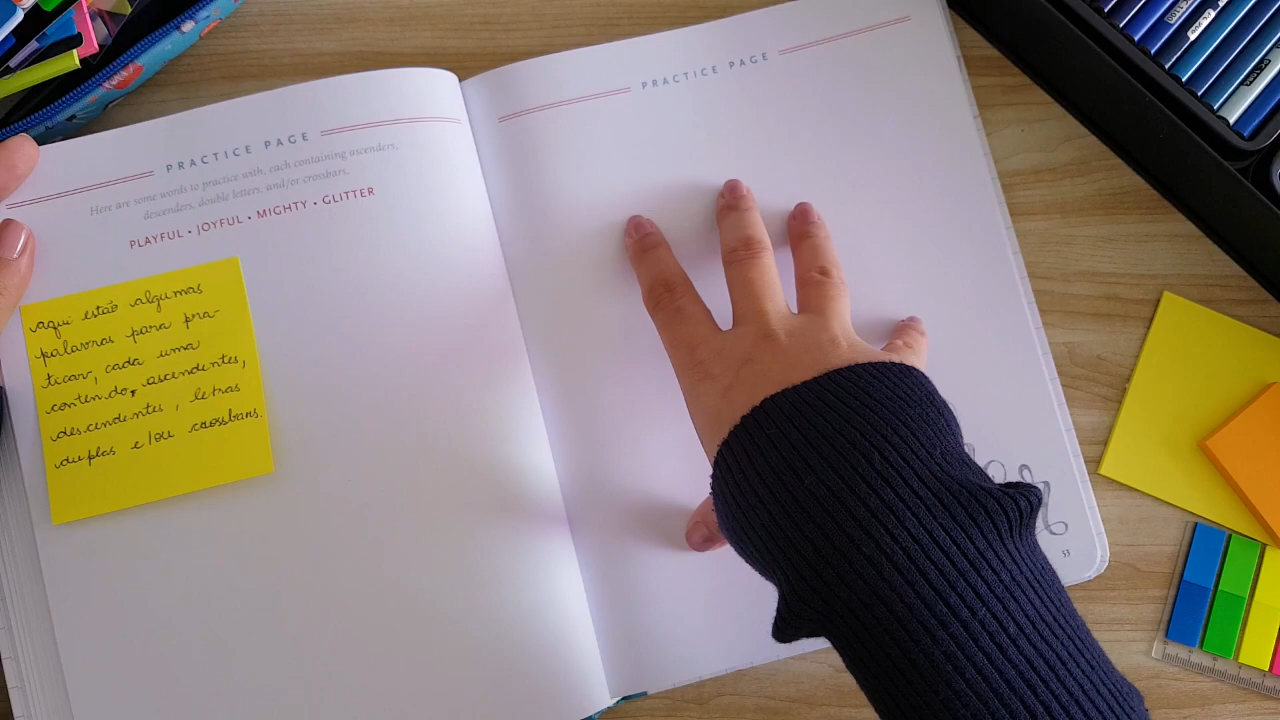 PRACTICE PAGE
Here are some words to practice with, each containing ascenders,
descenders, double letters, and/or crossbars.
PLAYFUL • JOYFUL • MIGHTY • GLITTER
aqui estão algumas
palavras para pra-
ticar, cada uma
contendo, ascendentes,
descendentes, letras
duplas e/ou crossbars.
PRACTICE PAGE
53